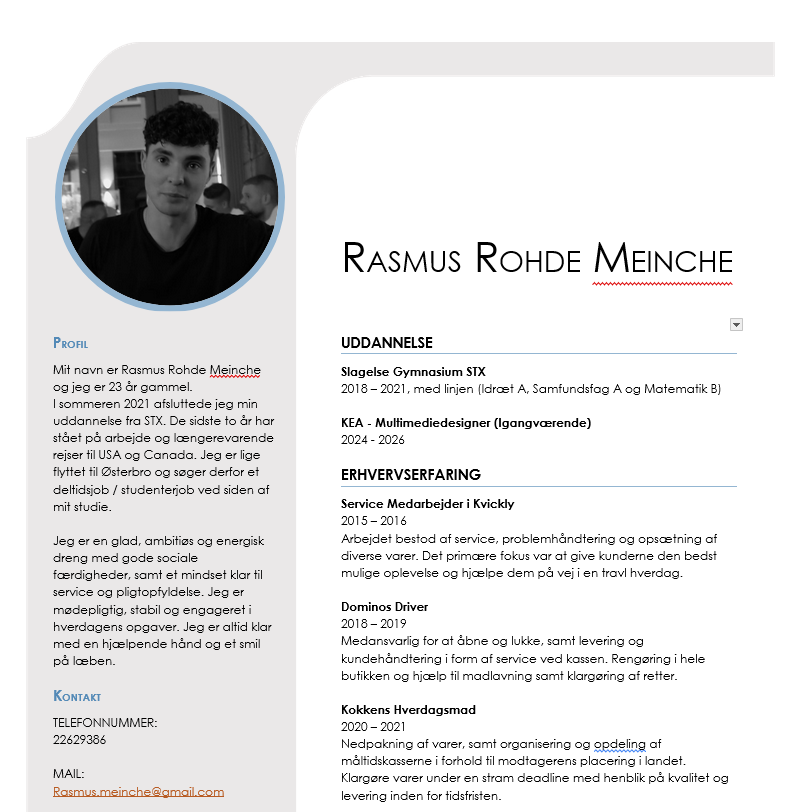 Rasmus Rohde Meinche
Profil
Mit navn er Rasmus Rohde Meinche
og jeg er 23 år gammel.
I sommeren 2021 afsluttede jeg min
uddannelse fra STX. De sidste to år har
stået på arbejde og længerevarende
rejser til USA og Canada. Jeg er lige
flyttet til Østerbro og søger derfor et
deltidsjob / studenterjob ved siden af
mit studie.
Jeg er en glad, ambitiøs og energisk
dreng med gode sociale
færdigheder, samt et mindset klar til
service og pligtopfyldelse. Jeg er
mødepligtig, stabil og engageret i
hverdagens opgaver. Jeg er altid klar
med en hjælpende hånd og et smil
på læben.
Kontakt
TELEFONNUMMER:
22629386
MAIL:
Rasmus.meinche@gmail.com
UDDANNELSE
Slagelse Gymnasium STX
2018 – 2021, med linjen (Idræt A, Samfundsfag A og Matematik B)
KEA - Multimediedesigner (Igangværende)
2024 - 2026
ERHVERVSERFARING
Service Medarbejder i Kvickly
2015 – 2016
Arbejdet bestod af service, problemhåndtering og opsætning af
diverse varer. Det primære fokus var at give kunderne den bedst
mulige oplevelse og hjælpe dem på vej i en travl hverdag.
Dominos Driver
2018 – 2019
Medansvarlig for at åbne og lukke, samt levering og
kundehåndtering i form af service ved kassen. Rengøring i hele
butikken og hjælp til madlavning samt klargøring af retter.
Kokkens Hverdagsmad
2020 – 2021
Nedpakning af varer, samt organisering og opdeling af
måltidskasserne i forhold til modtagerens placering i landet.
Klargøre varer under en stram deadline med henblik på kvalitet og
levering inden for tidsfristen.